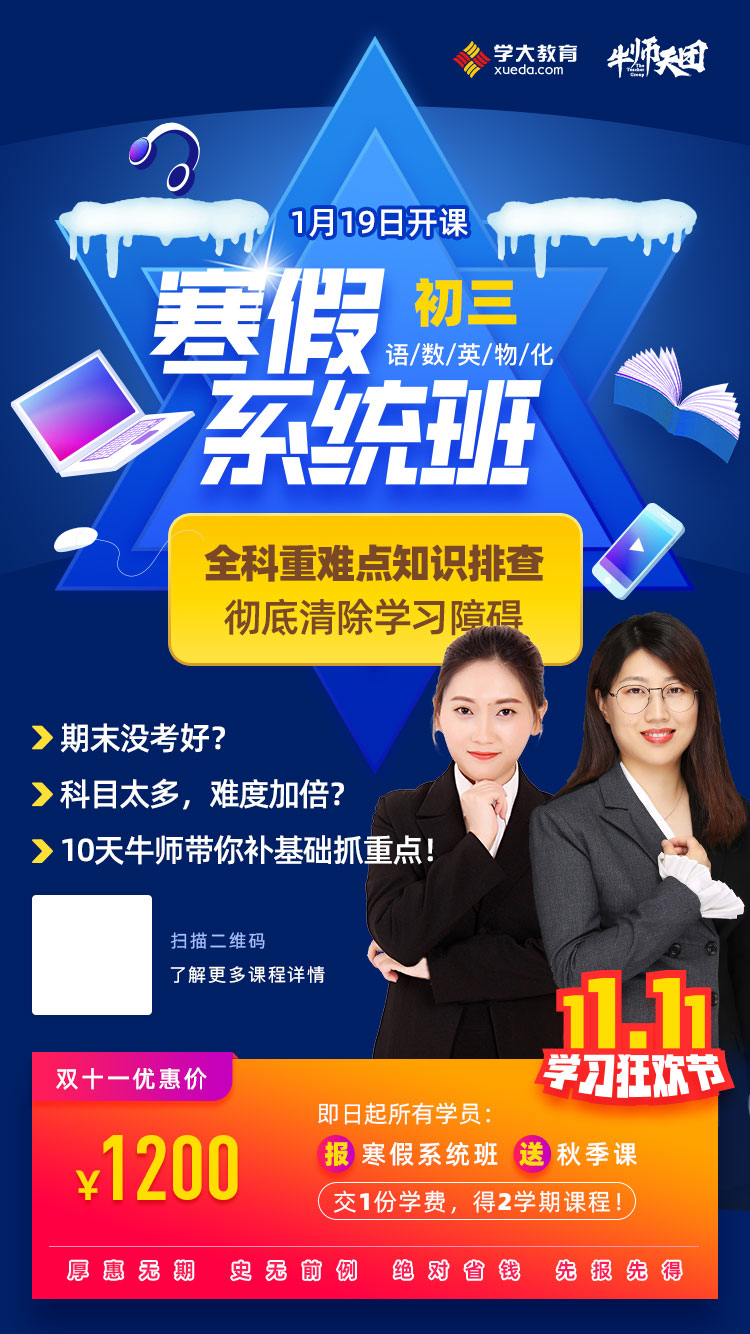 学大教育
xueda.com
牛师天团
The Teacher Group
1月19日开课
寒假
初三
语/数/英/物/化
系统班
全科重难点知识排查
彻底清除学习障碍
期末没考好?
科目太多，难度加倍?
10天牛师带你补基础抓重点!
扫描二维码
了解更多课程详情
11.11
学习狂欢节
双十一优惠价
¥1200
即日起所有学员:
报 寒假系统班 送 秋季课
交1份学费，得2学期课程!
厚惠无期 史无前例 绝对省钱 先报先得